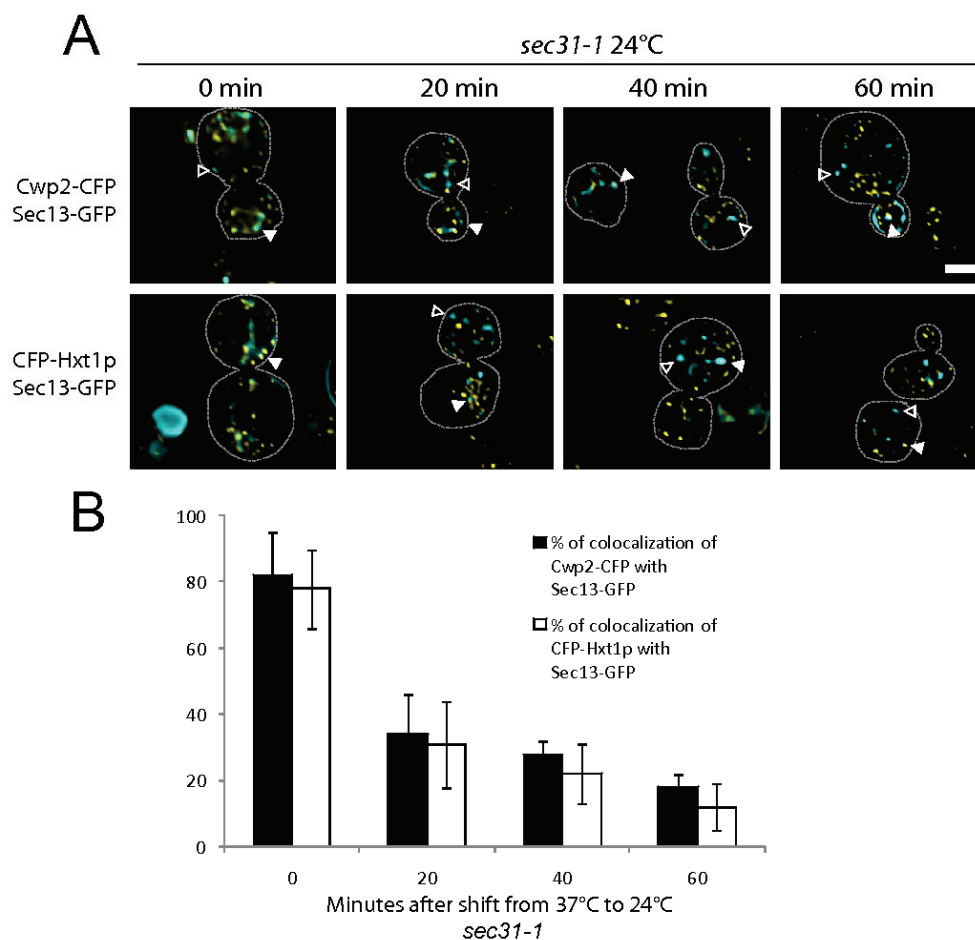 A
sec31-1 24°C
0 min
20 min
40 min
60 min
Cwp2-CFP
Sec13-GFP
CFP-Hxt1p
Sec13-GFP
B
100
80
60
40
20
0
% of colocalization of
Cwp2-CFP with
Sec13-GFP
% of colocalization of
CFP-Hxt1p with
Sec13-GFP
0
20
40
60
Minutes after shift from 37°C to 24°C
sec31-1